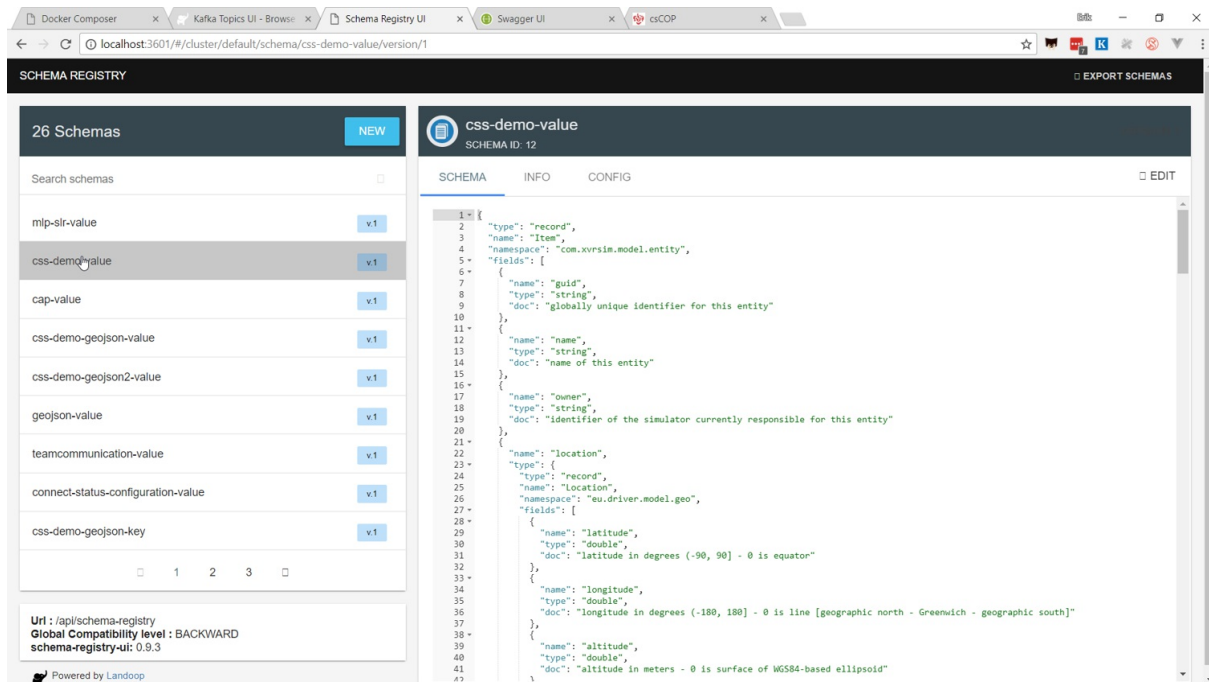 Docker Composer
Kafka Topics UI - Browse
Schema Registry UI
Swagger UI
csCOP
Erik
localhost:3601/#/cluster/default/schema/css-demo-value/version/1
7
K
SCHEMA REGISTRY
EXPORT SCHEMAS
26 Schemas
NEW
Search schemas
mlp-slr-value
v.1
css-demo-value
v.1
cap-value
v.1
css-demo-geojson-value
v.1
css-demo-geojson2-value
v.1
geojson-value
v.1
teamcommunication-value
v.1
connect-status-configuration-value
v.1
css-demo-geojson-key
v.1
1 2 3
Url : /api/schema-registry
Global Compatibility level : BACKWARD
schema-registry-ui: 0.9.3
Powered by Landoop
css-demo-value
SCHEMA ID: 12
SCHEMA INFO CONFIG
EDIT
1 {
2 "type": "record",
3 "name": "Item",
4 "namespace": "com.xvrsim.model.entity",
5 "fields": [
6 {
7 "name": "guid",
8 "type": "string",
9 "doc": "globally unique identifier for this entity"
10 },
11 {
12 "name": "name",
13 "type": "string",
14 "doc": "name of this entity"
15 },
16 {
17 "name": "owner",
18 "type": "string",
19 "doc": "identifier of the simulator currently responsible for this entity"
20 },
21 {
22 "name": "location",
23 "type": {
24 "type": "record",
25 "name": "Location",
26 "namespace": "eu.driver.model.geo",
27 "fields": [
28 {
29 "name": "latitude",
30 "type": "double",
31 "doc": "latitude in degrees (-90, 90] - 0 is equator"
32 },
33 {
34 "name": "longitude",
35 "type": "double",
36 "doc": "longitude in degrees (-180, 180] - 0 is line [geographic north - Greenwich - geographic south]"
37 },
38 {
39 "name": "altitude",
40 "type": "double",
41 "doc": "altitude in meters - 0 is surface of WGS84-based ellipsoid"
42 }